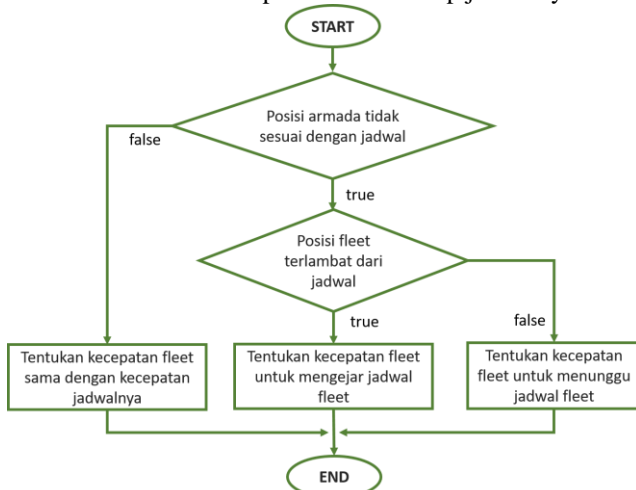 START
Posisi armada tidak
sesuai dengan jadwal
false
true
Posisi fleet
terlambat dari
jadwal
true
false
Tentukan kecepatan fleet
sama dengan kecepatan
jadwalnya
Tentukan kecepatan fleet
untuk mengejar jadwal
fleet
Tentukan kecepatan
fleet untuk menunggu
jadwal fleet
END